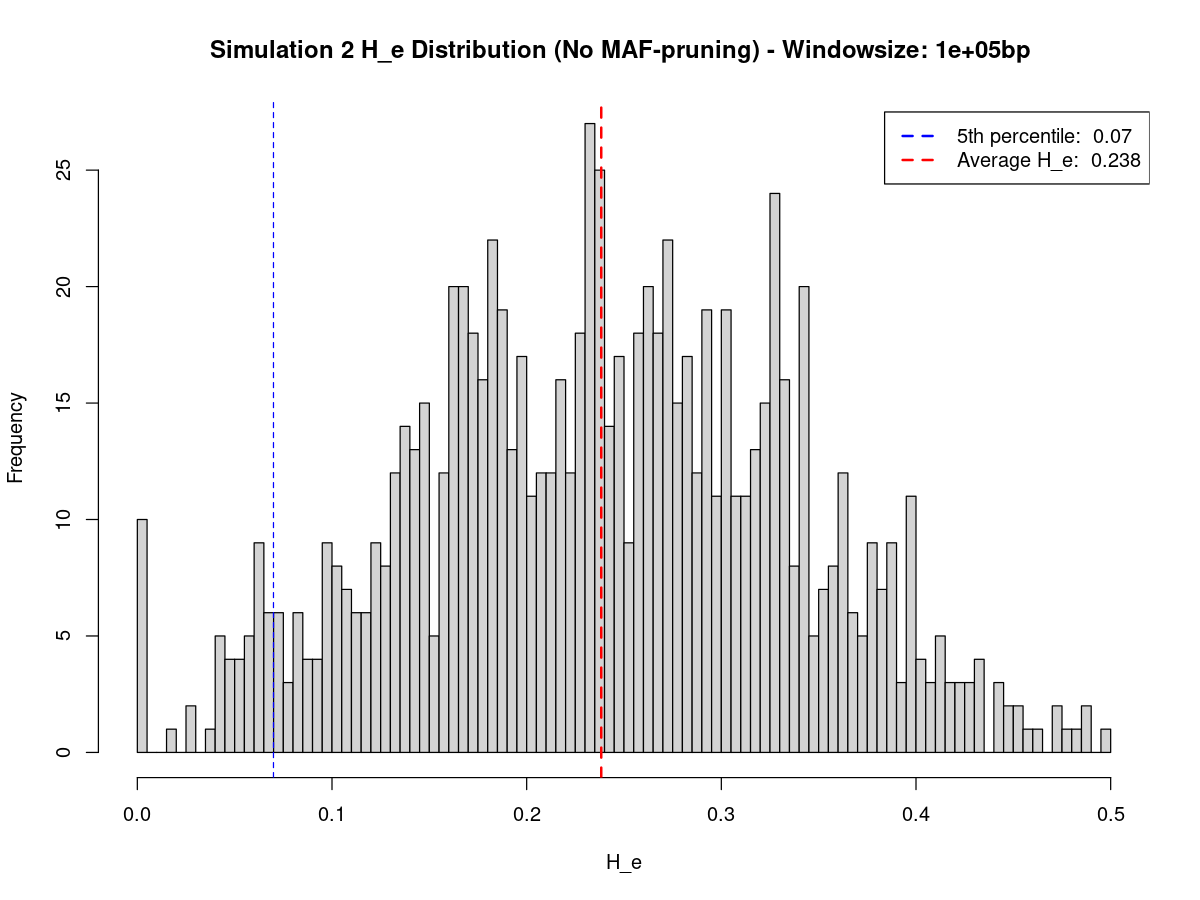 Simulation 2 H_e Distribution (No MAF-pruning) - Windowsize: 1e+05bp
5th percentile: 0.07
Average H_e: 0.238
Frequency
25
20
15
10
5
0
0.0 0.1 0.2 0.3 0.4 0.5
H_e